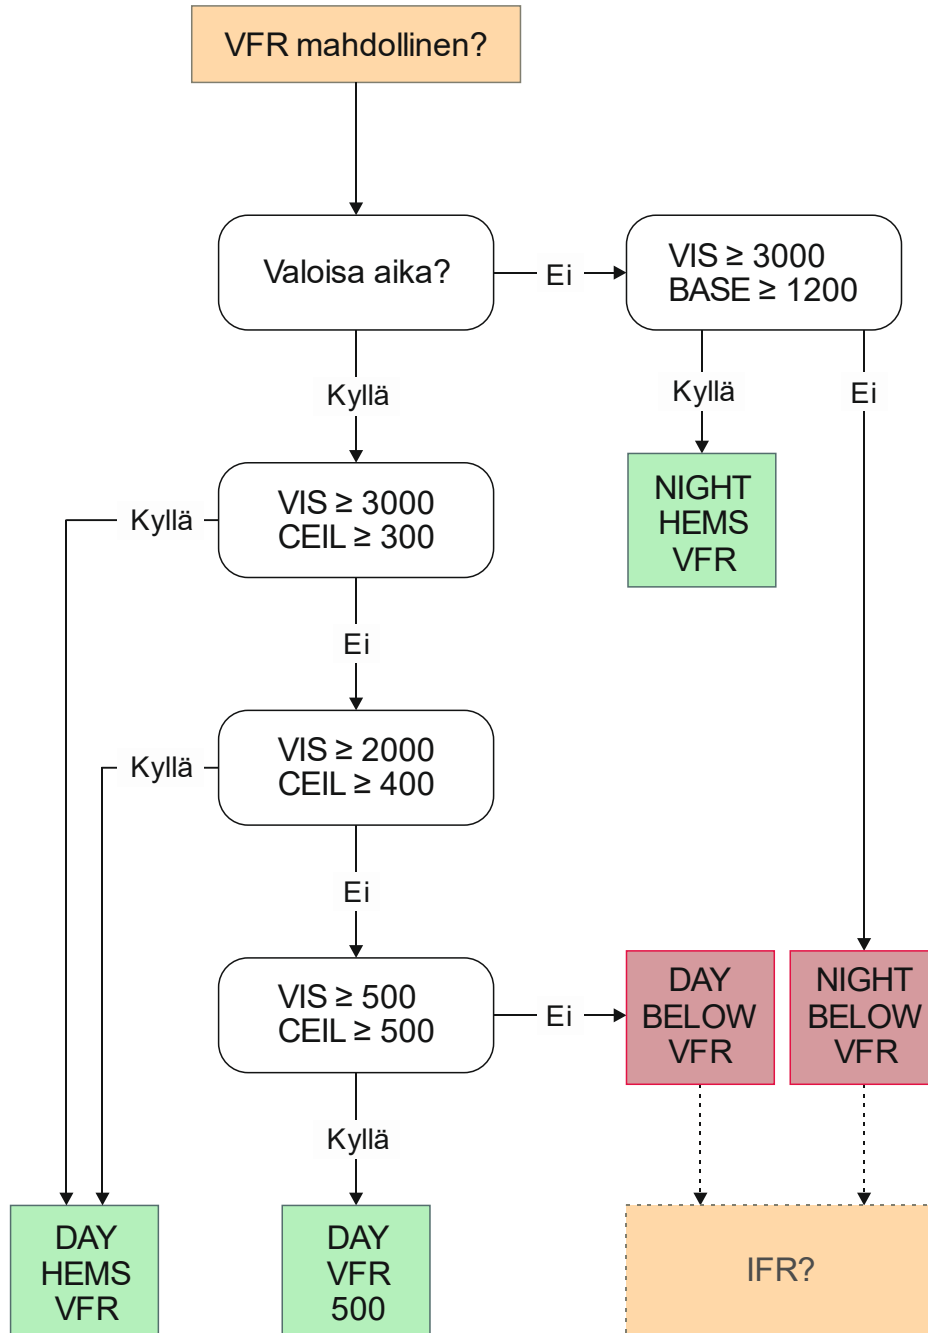 VFR mahdollinen?
Valoisa aika?
Ei
VIS ≥ 3000
BASE ≥ 1200
Kyllä
Kyllä
Ei
VIS ≥ 3000
CEIL ≥ 300
Kyllä
NIGHT
HEMS
VFR
Ei
VIS ≥ 2000
CEIL ≥ 400
Kyllä
Ei
VIS ≥ 500
CEIL ≥ 500
Ei
DAY
BELOW
VFR
NIGHT
BELOW
VFR
Kyllä
DAY
HEMS
VFR
DAY
VFR
500
IFR?